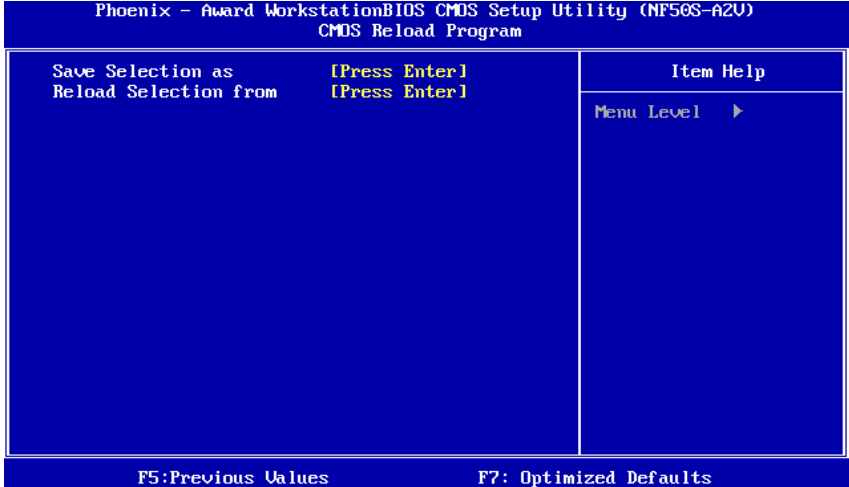 Phoenix - Award WorkstationBIOS CMOS Setup Utility (NF50S-A2V)
CMOS Reload Program
Save Selection as [Press Enter]
Reload Selection from [Press Enter]
Item Help
Menu Level
F5:Previous Values F7: Optimized Defaults